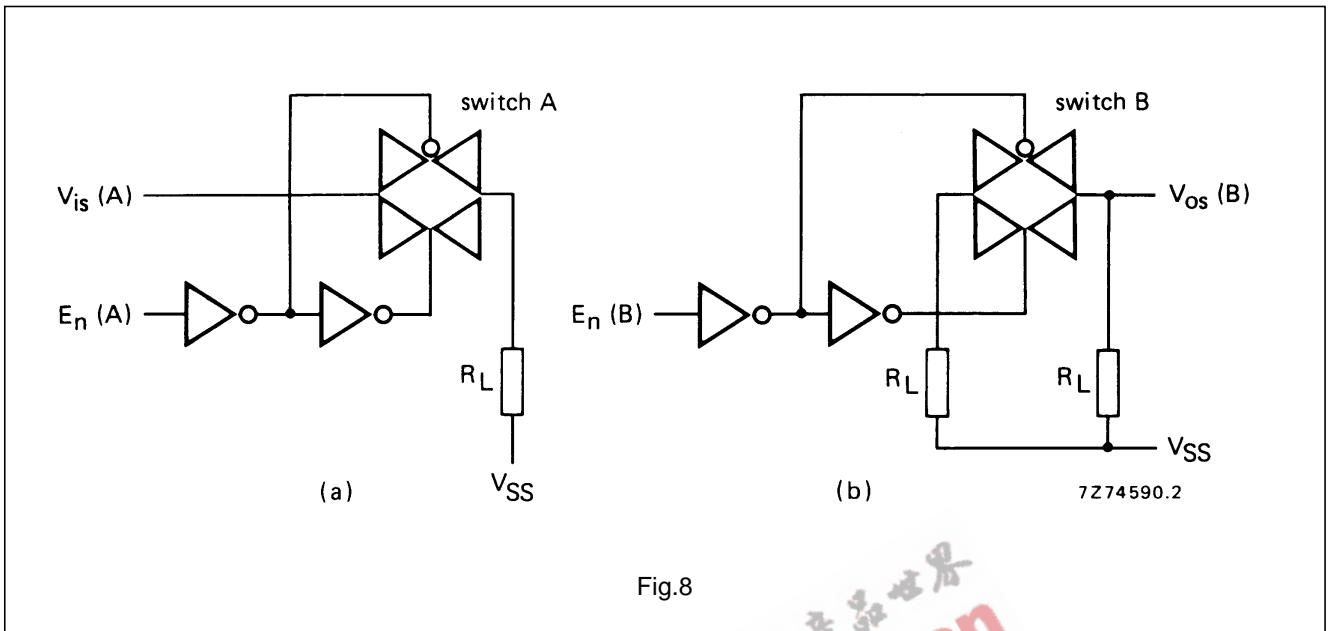 switch A
V_is (A)
E_n (A)
R_L
V_SS
(a)
switch B
V_os (B)
E_n (B)
R_L
R_L
V_SS
(b)
7Z74590.2
Fig.8